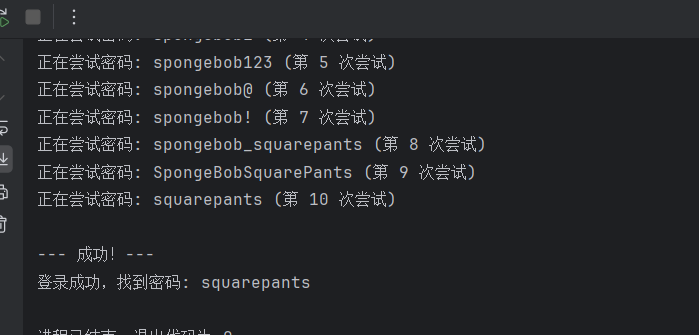 正在尝试密码: spongebob123 (第 5 次尝试)
正在尝试密码: spongebob@ (第 6 次尝试)
正在尝试密码: spongebob! (第 7 次尝试)
正在尝试密码: spongebob_squarepants (第 8 次尝试)
正在尝试密码: SpongeBobSquarePants (第 9 次尝试)
正在尝试密码: squarepants (第 10 次尝试)
--- 成功! ---
登录成功，找到密码: squarepants